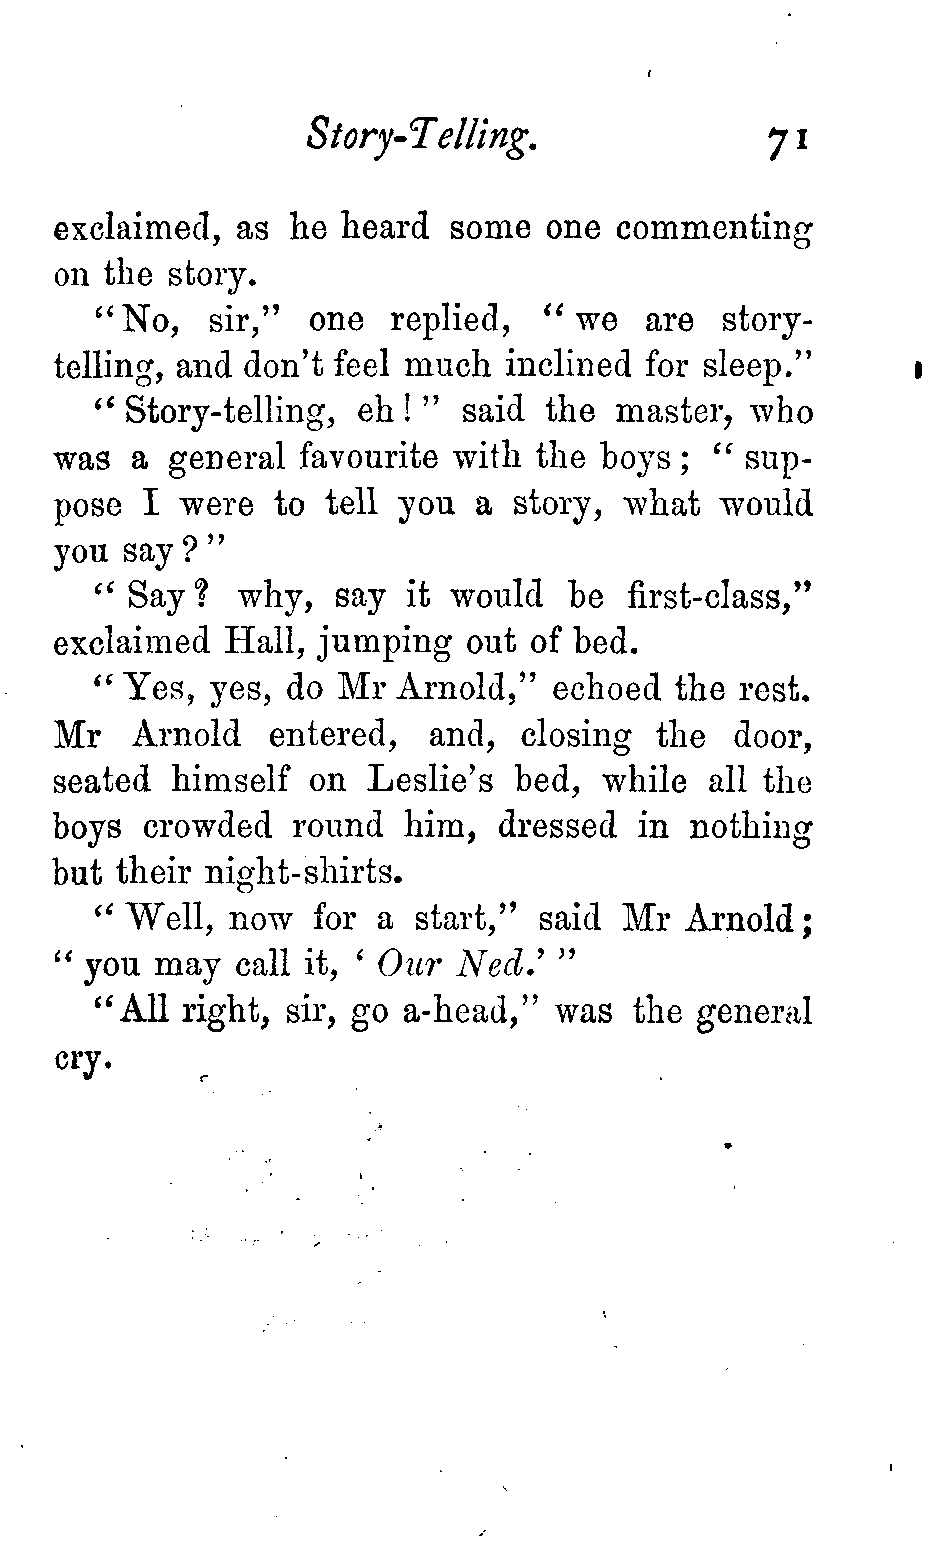 Story-Telling. 71
exclaimed, as he heard some one commenting
on the story.
"No, sir," one replied, "we are story-
telling, and don't feel much inclined for sleep."
"Story-telling, eh!" said the master, who
was a general favourite with the boys; "sup-
pose I were to tell you a story, what would
you say?"
"Say? why, say it would be first-class,"
exclaimed Hall, jumping out of bed.
"Yes, yes, do Mr Arnold," echoed the rest.
Mr Arnold entered, and, closing the door,
seated himself on Leslie's bed, while all the
boys crowded round him, dressed in nothing
but their night-shirts.
"Well, now for a start," said Mr Arnold;
"you may call it, 'Our Ned.'"
"All right, sir, go a-head," was the general
cry.